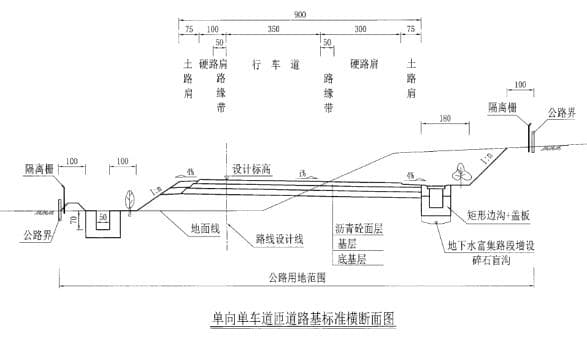 900
75 100 350 300 75
50 50
土路肩 硬路肩 路缘带 行车道 路缘带 硬路肩 土路肩
100
隔离栅
公路界
180
隔离栅 100 100
4% 设计标高 i% 4% 1:n
1:m
50
70
公路界
地面线
路线设计线
沥青砼面层
基层
底基层
矩形边沟+盖板
地下水富集路段增设
碎石盲沟
公路用地范围
单向单车道匝道路基标准横断面图